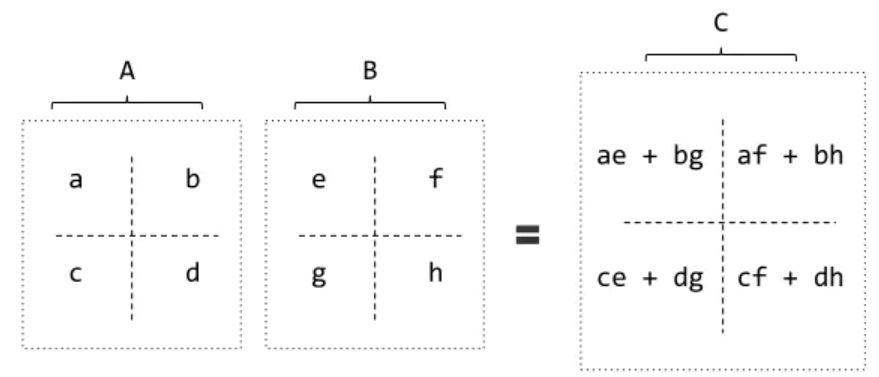 C
A B
a b e f
ae + bg af + bh
=
c d g h
ce + dg cf + dh